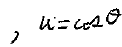 , u = cos θ